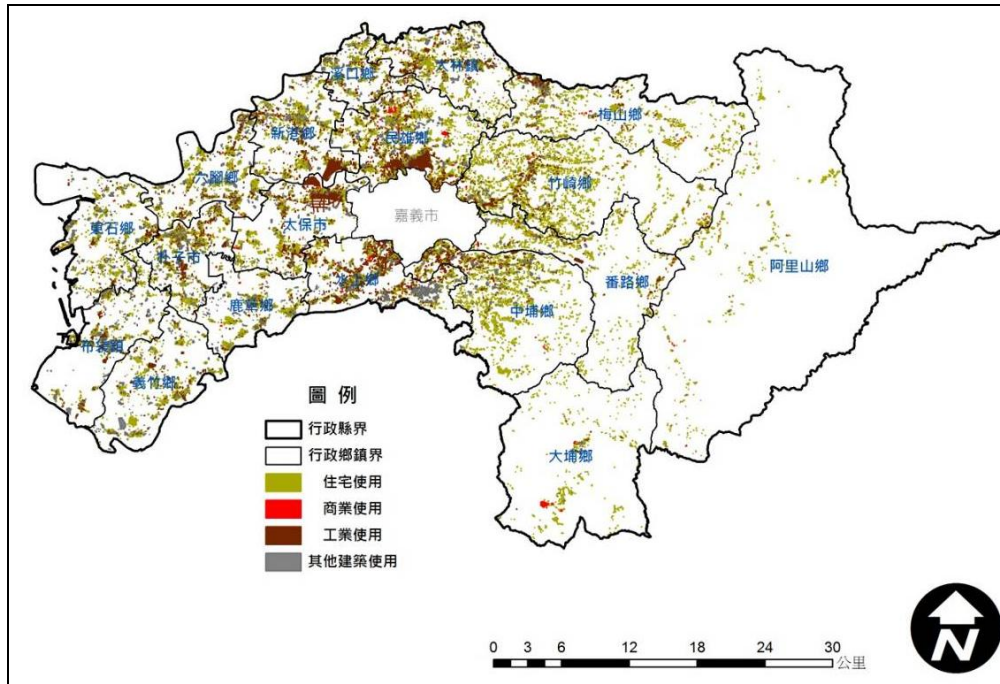 溪口鄉
大林鎮
梅山鄉
新港鄉
民雄鄉
竹崎鄉
六腳鄉
嘉義市
東石鄉
太保市
朴子市
阿里山鄉
水上鄉
番路鄉
鹿草鄉
中埔鄉
布袋鎮
義竹鄉
大埔鄉
圖例
行政縣界
行政鄉鎮界
住宅使用
商業使用
工業使用
其他建築使用
0 3 6 12 18 24 30
公里
N